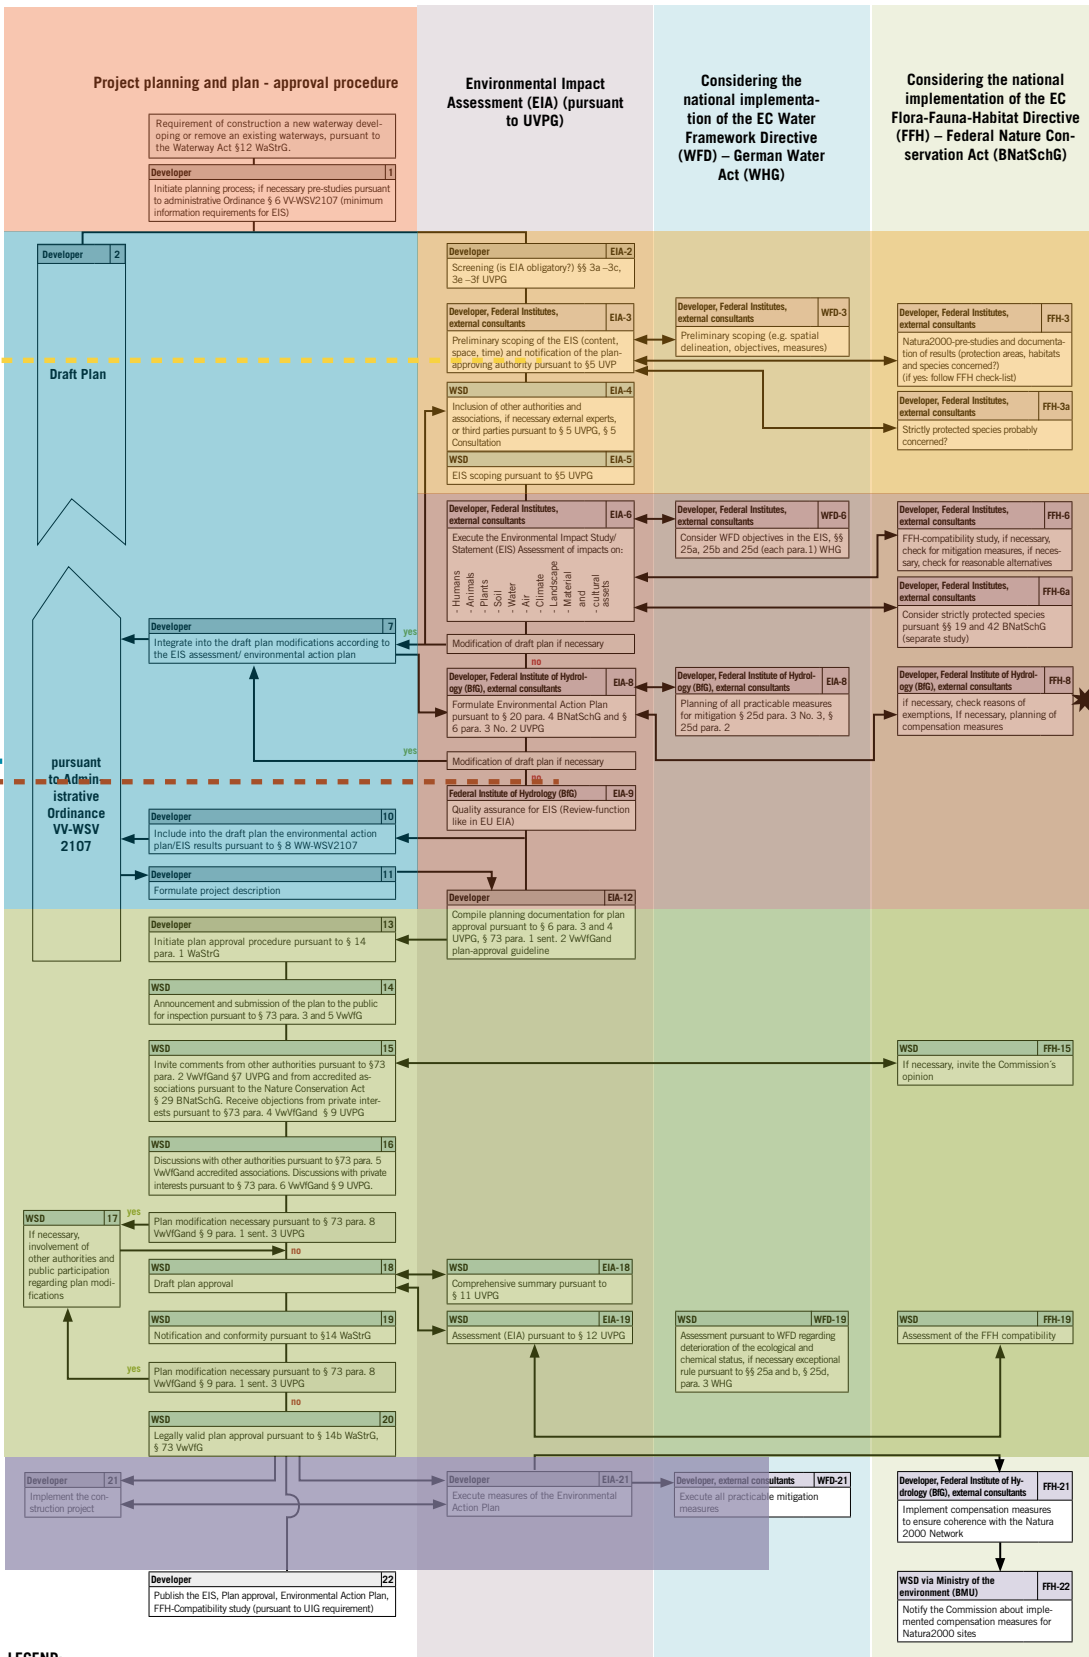 Project planning and plan - approval procedure
Environmental Impact
Assessment (EIA) (pursuant
to UVPG)
Considering the
national implementa-
tion of the EC Water
Framework Directive
(WFD) – German Water
Act (WHG)
Considering the national
implementation of the EC
Flora-Fauna-Habitat Directive
(FFH) – Federal Nature Con-
servation Act (BNatSchG)
Requirement of construction a new waterway devel-
oping or remove an existing waterways, pursuant to
the Waterway Act §12 WaStrG.
Developer 1
Initiate planning process; if necessary pre-studies pursuant
to administrative Ordinance § 6 VV-WSV2107 (minimum
information requirements for EIS)
Developer 2
Draft Plan
Developer EIA-2
Screening (is EIA obligatory?) §§ 3a –3c,
3e –3f UVPG
Developer, Federal Institutes,
external consultants EIA-3
Preliminary scoping of the EIS (content,
space, time) and notification of the plan-
approving authority pursuant to §5 UVP
Developer, Federal Institutes,
external consultants WFD-3
Preliminary scoping (e.g. spatial
delineation, objectives, measures)
Developer, Federal Institutes,
external consultants FFH-3
Natura2000-pre-studies and documenta-
tion of results (protection areas, habitats
and species concerned?)
(if yes: follow FFH check-list)
WSD EIA-4
Inclusion of other authorities and
associations, if necessary external experts,
or third parties pursuant to § 5 UVPG, § 5
Consultation
Developer, Federal Institutes,
external consultants FFH-3a
Strictly protected species probably
concerned?
WSD EIA-5
EIS scoping pursuant to §5 UVPG
Developer, Federal Institutes,
external consultants EIA-6
Execute the Environmental Impact Study/
Statement (EIS) Assessment of impacts on:
- Humans
- Animals
- Plants
- Soil
- Water
- Air
- Climate
- Landscape
- Material
and
- cultural
assets
Developer, Federal Institutes,
external consultants WFD-6
Consider WFD objectives in the EIS, §§
25a, 25b and 25d (each para.1) WHG
Developer, Federal Institutes,
external consultants FFH-6
FFH-compatibility study, if necessary,
check for mitigation measures, if neces-
sary, check for reasonable alternatives
Developer, Federal Institutes,
external consultants FFH-6a
Consider strictly protected species
pursuant §§ 19 and 42 BNatSchG
(separate study)
Developer 7
Integrate into the draft plan modifications according to
the EIS assessment/ environmental action plan
yes
Modification of draft plan if necessary
no
Developer, Federal Institute of Hydrol-
ogy (BfG), external consultants EIA-8
Formulate Environmental Action Plan
pursuant to § 20 para. 4 BNatSchG and §
6 para. 3 No. 2 UVPG
Developer, Federal Institute of Hydrol-
ogy (BfG), external consultants EIA-8
Planning of all practicable measures
for mitigation § 25d para. 3 No. 3, §
25d para. 2
Developer, Federal Institute of Hydrol-
ogy (BfG), external consultants FFH-8
if necessary, check reasons of
exemptions, If necessary, planning of
compensation measures
yes
Modification of draft plan if necessary
no
pursuant
to Admin-
istrative
Ordinance
VV-WSV
2107
Federal Institute of Hydrology (BfG) EIA-9
Quality assurance for EIS (Review-function
like in EU EIA)
Developer 10
Include into the draft plan the environmental action
plan/EIS results pursuant to § 8 WW-WSV2107
Developer 11
Formulate project description
Developer EIA-12
Compile planning documentation for plan
approval pursuant to § 6 para. 3 and 4
UVPG, § 73 para. 1 sent. 2 VwVfGand
plan-approval guideline
Developer 13
Initiate plan approval procedure pursuant to § 14
para. 1 WaStrG
WSD 14
Announcement and submission of the plan to the public
for inspection pursuant to § 73 para. 3 and 5 VwVfG
WSD 15
Invite comments from other authorities pursuant to §73
para. 2 VwVfGand §7 UVPG and from accredited as-
sociations pursuant to the Nature Conservation Act
§ 29 BNatSchG. Receive objections from private inter-
ests pursuant to §73 para. 4 VwVfGand § 9 UVPG
WSD FFH-15
If necessary, invite the Commission's
opinion
WSD 16
Discussions with other authorities pursuant to §73 para. 5
VwVfGand accredited associations. Discussions with private
interests pursuant to § 73 para. 6 VwVfGand § 9 UVPG.
WSD 17
If necessary,
involvement of
other authorities and
public participation
regarding plan modi-
fications
yes
Plan modification necessary pursuant to § 73 para. 8
VwVfGand § 9 para. 1 sent. 3 UVPG
no
WSD 18
Draft plan approval
WSD EIA-18
Comprehensive summary pursuant to
§ 11 UVPG
WSD 19
Notification and conformity pursuant to §14 WaStrG
WSD EIA-19
Assessment (EIA) pursuant to § 12 UVPG
WSD WFD-19
Assessment pursuant to WFD regarding
deterioration of the ecological and
chemical status, if necessary exceptional
rule pursuant to §§ 25a and b, § 25d,
para. 3 WHG
WSD FFH-19
Assessment of the FFH compatibility
yes
Plan modification necessary pursuant to § 73 para. 8
VwVfGand § 9 para. 1 sent. 3 UVPG
no
WSD 20
Legally valid plan approval pursuant to § 14b WaStrG,
§ 73 VwVfG
Developer 21
Implement the con-
struction project
Developer EIA-21
Execute measures of the Environmental
Action Plan
Developer, external consultants WFD-21
Execute all practicable mitigation
measures
Developer, Federal Institute of Hy-
drology (BfG), external consultants FFH-21
Implement compensation measures
to ensure coherence with the Natura
2000 Network
Developer 22
Publish the EIS, Plan approval, Environmental Action Plan,
FFH-Compatibility study (pursuant to UIG requirement)
WSD via Ministry of the
environment (BMU) FFH-22
Notify the Commission about imple-
mented compensation measures for
Natura2000 sites
LEGEND